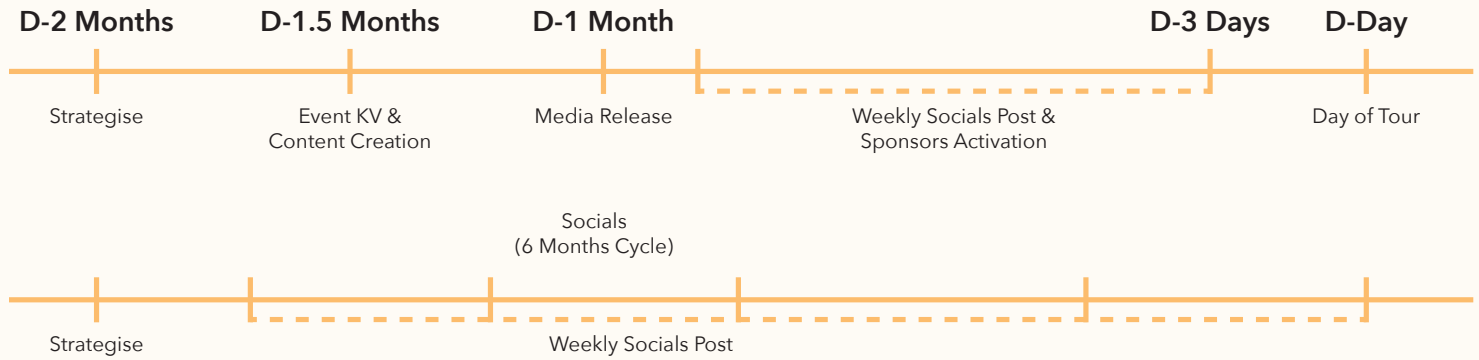 D-2 Months
D-1.5 Months
D-1 Month
D-3 Days
D-Day
Strategise
Event KV &
Content Creation
Media Release
Weekly Socials Post &
Sponsors Activation
Day of Tour
Socials
(6 Months Cycle)
Strategise
Weekly Socials Post